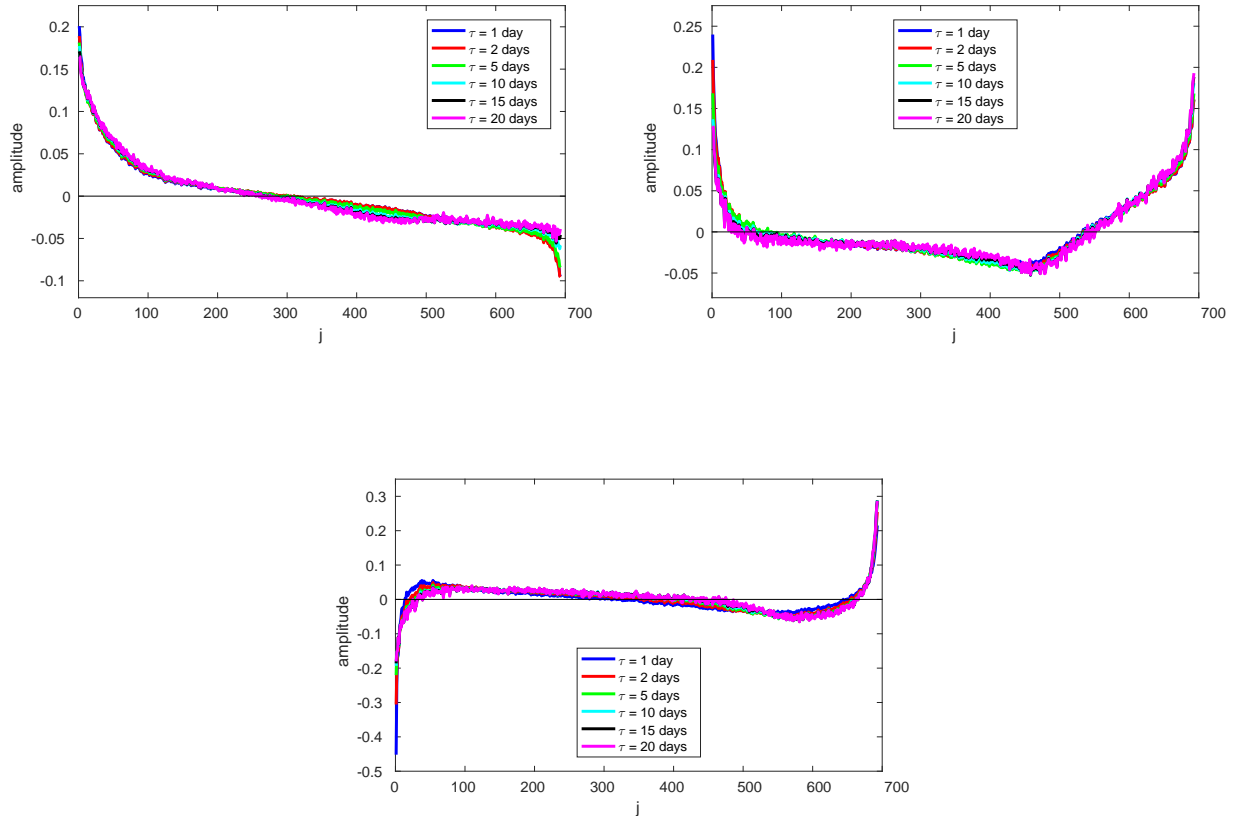 0.2
0.15
0.1
0.05
0
-0.05
-0.1
amplitude
0 100 200 300 400 500 600 700
j
τ = 1 day
τ = 2 days
τ = 5 days
τ = 10 days
τ = 15 days
τ = 20 days
0.25
0.2
0.15
0.1
0.05
0
-0.05
amplitude
0 100 200 300 400 500 600 700
j
τ = 1 day
τ = 2 days
τ = 5 days
τ = 10 days
τ = 15 days
τ = 20 days
0.3
0.2
0.1
0
-0.1
-0.2
-0.3
-0.4
-0.5
amplitude
0 100 200 300 400 500 600 700
j
τ = 1 day
τ = 2 days
τ = 5 days
τ = 10 days
τ = 15 days
τ = 20 days